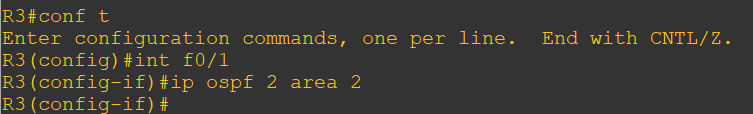 R3#conf t
Enter configuration commands, one per line.  End with CNTL/Z.
R3(config)#int f0/1
R3(config-if)#ip ospf 2 area 2
R3(config-if)#